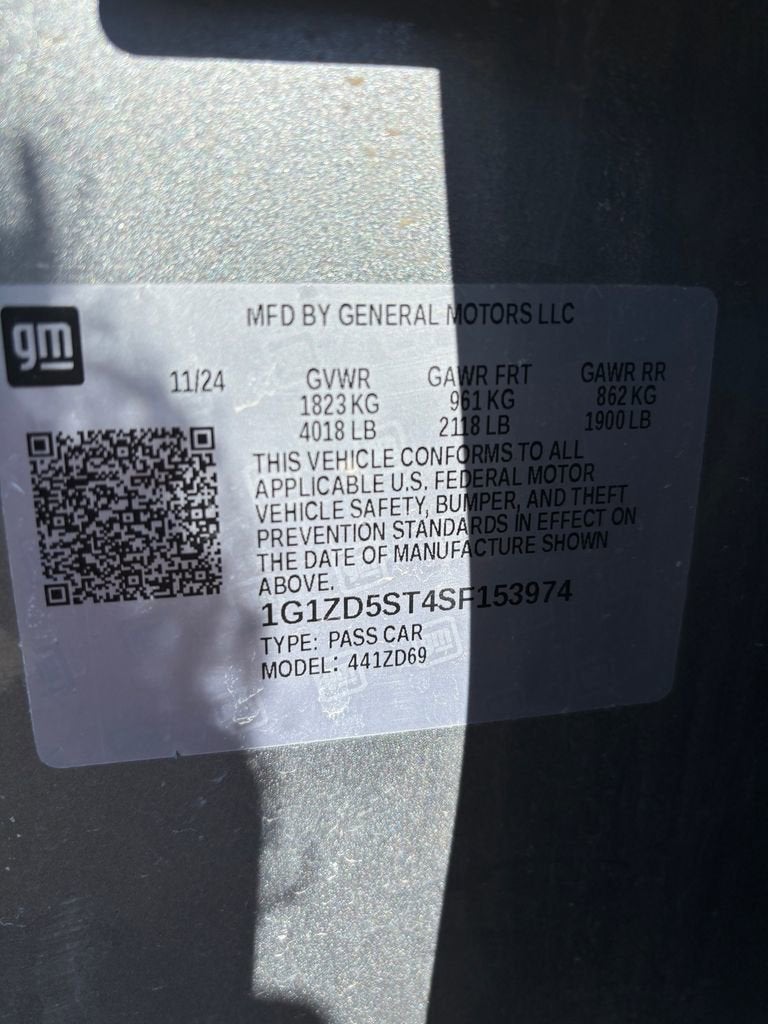 gm
MFD BY GENERAL MOTORS LLC
11/24 GVWR GAWR FRT GAWR RR
1823 KG 961 KG 862 KG
4018 LB 2118 LB 1900 LB
THIS VEHICLE CONFORMS TO ALL
APPLICABLE U.S. FEDERAL MOTOR
VEHICLE SAFETY, BUMPER, AND THEFT
PREVENTION STANDARDS IN EFFECT ON
THE DATE OF MANUFACTURE SHOWN
ABOVE.
1G1ZD5ST4SF153974
TYPE: PASS CAR
MODEL: 441ZD69